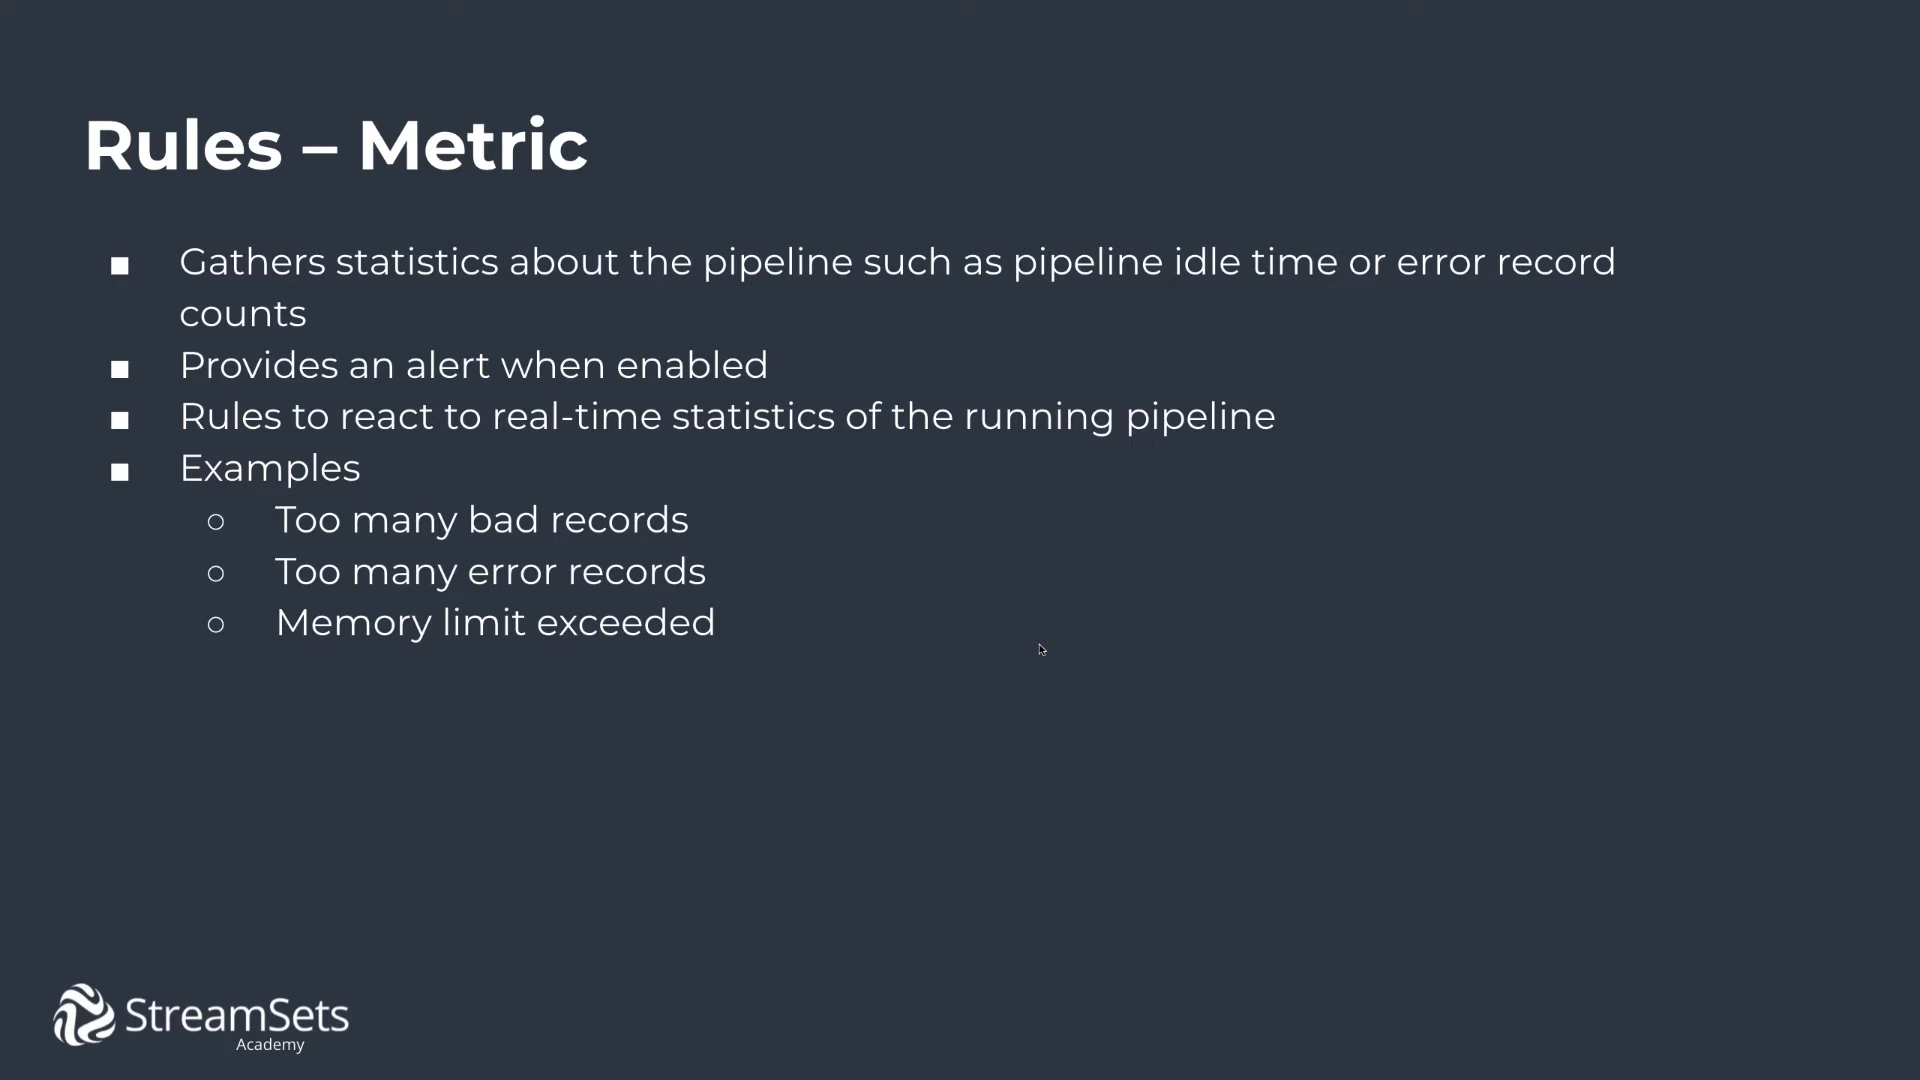 Rules – Metric
■ Gathers statistics about the pipeline such as pipeline idle time or error record
counts
■ Provides an alert when enabled
■ Rules to react to real-time statistics of the running pipeline
■ Examples
○ Too many bad records
○ Too many error records
○ Memory limit exceeded
StreamSets
Academy